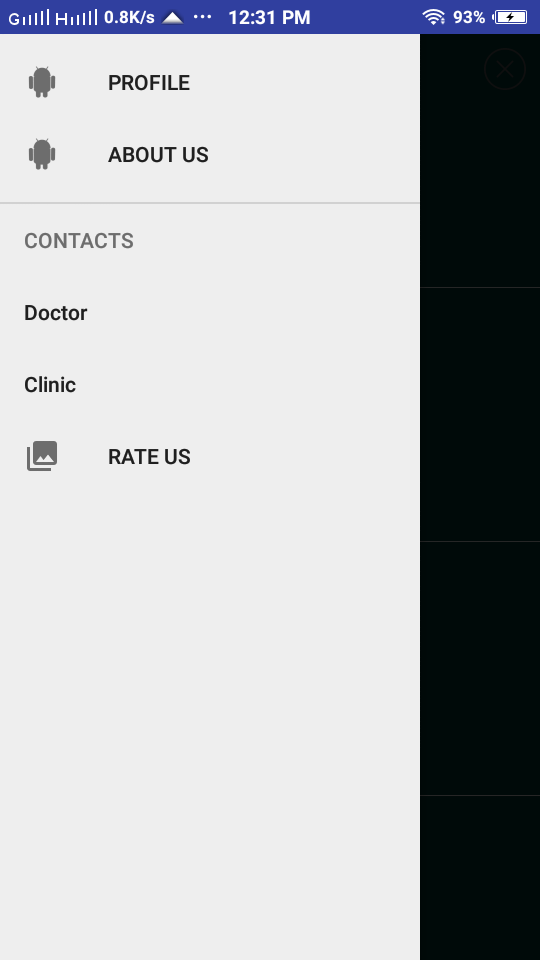 G H 0.8K/s ... 12:31 PM 93%
PROFILE
ABOUT US
CONTACTS
Doctor
Clinic
RATE US